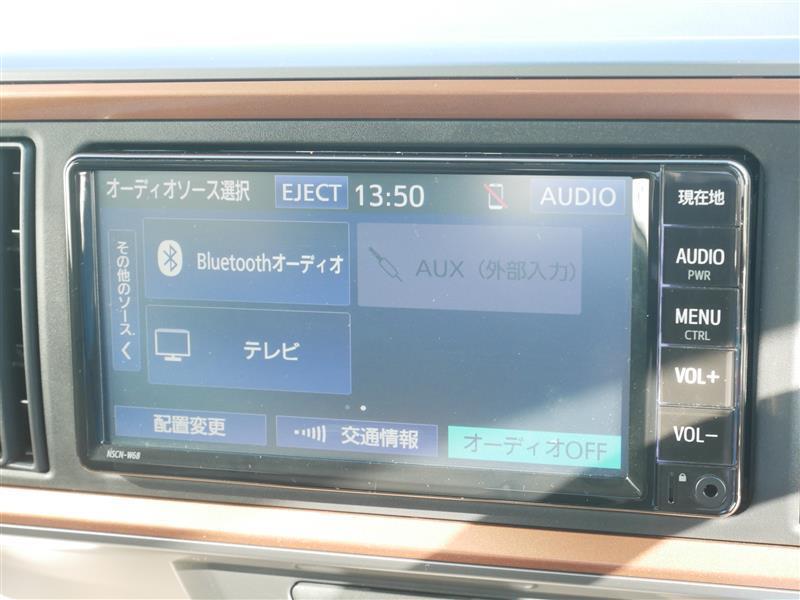 オーディオソース選択 EJECT 13:50 AUDIO
その他のソース
Bluetoothオーディオ
AUX（外部入力）
テレビ
配置変更
交通情報
オーディオOFF
NSCN-W68
現在地
AUDIO
PWR
MENU
CTRL
VOL+
VOL-